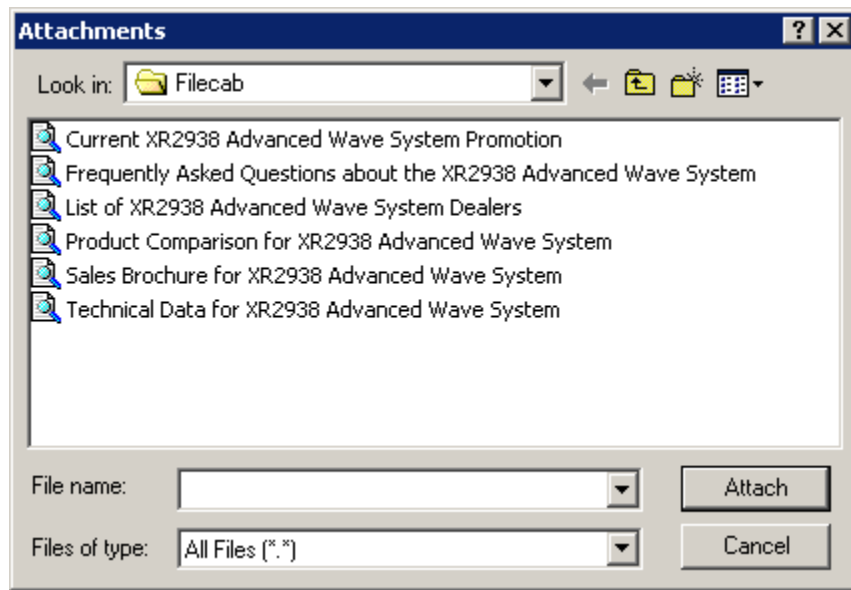 Attachments
Look in: Filecab
Current XR2938 Advanced Wave System Promotion
Frequently Asked Questions about the XR2938 Advanced Wave System
List of XR2938 Advanced Wave System Dealers
Product Comparison for XR2938 Advanced Wave System
Sales Brochure for XR2938 Advanced Wave System
Technical Data for XR2938 Advanced Wave System
File name: Attach
Files of type: All Files (*.*) Cancel